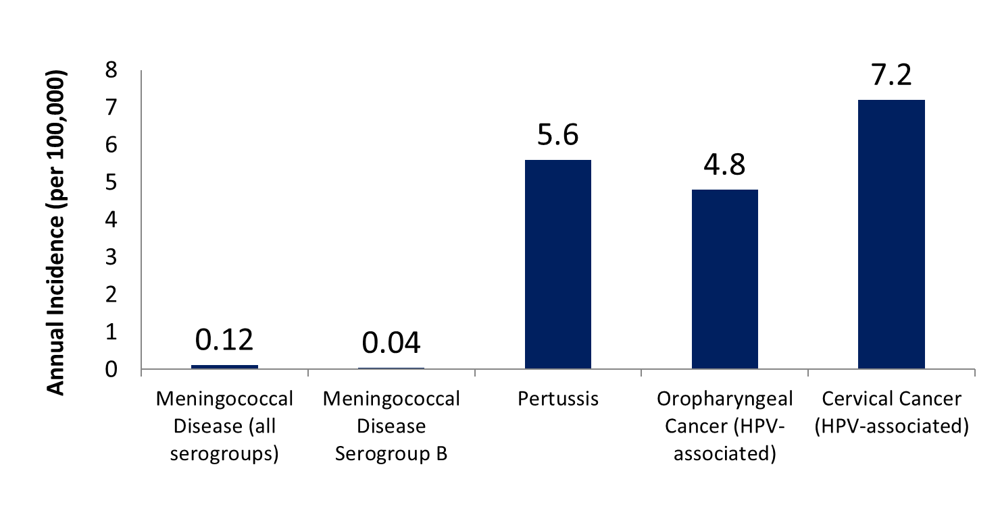 Annual Incidence (per 100,000)
8
7
6
5
4
3
2
1
0
0.12
0.04
5.6
4.8
7.2
Meningococcal
Disease (all
serogroups)
Meningococcal
Disease
Serogroup B
Pertussis
Oropharyngeal
Cancer (HPV-
associated)
Cervical Cancer
(HPV-associated)